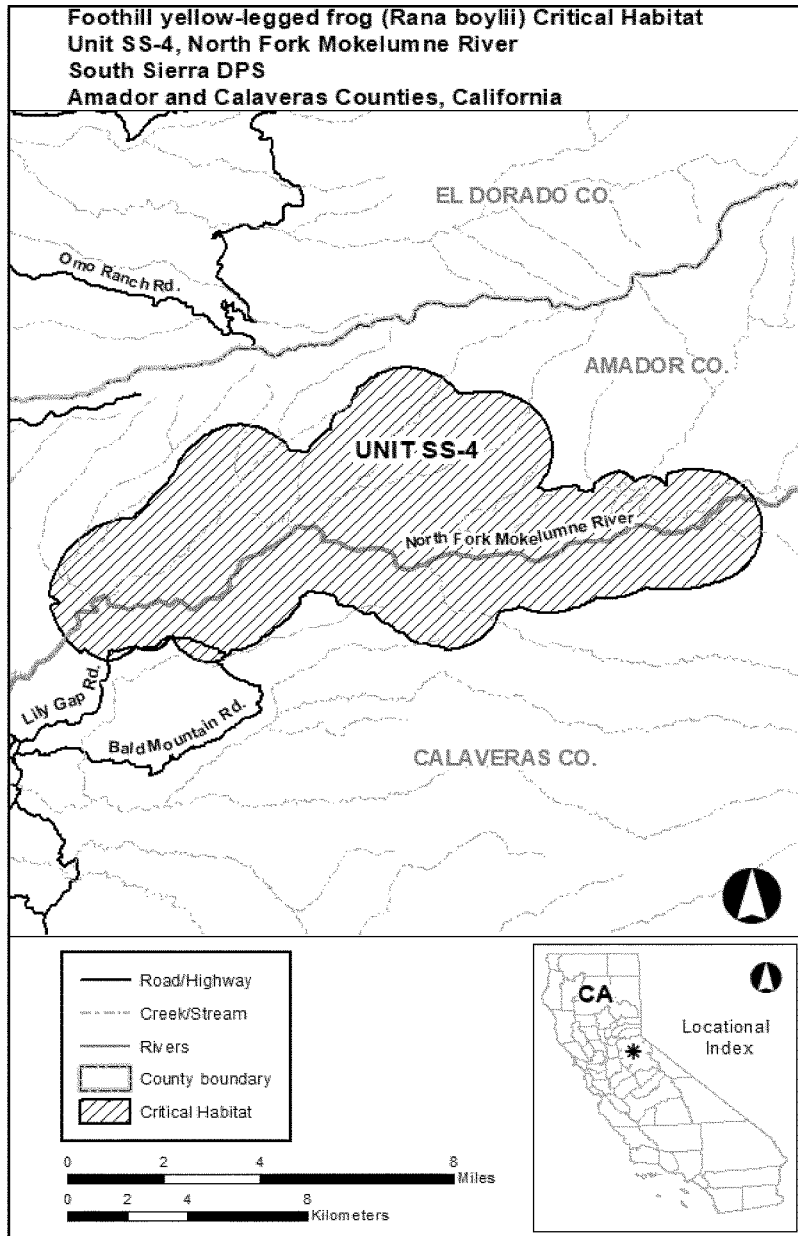 Foothill yellow-legged frog (Rana boylii) Critical Habitat
Unit SS-4, North Fork Mokelumne River
South Sierra DPS
Amador and Calaveras Counties, California
EL DORADO CO.
Omo Ranch Rd.
AMADOR CO.
UNIT SS-4
North Fork Mokelumne River
Lily Gap Rd.
Bald Mountain Rd.
CALAVERAS CO.
Road/Highway
Creek/Stream
Rivers
County boundary
Critical Habitat
0 2 4 8
Miles
0 2 4 8
Kilometers
CA
Locational
Index